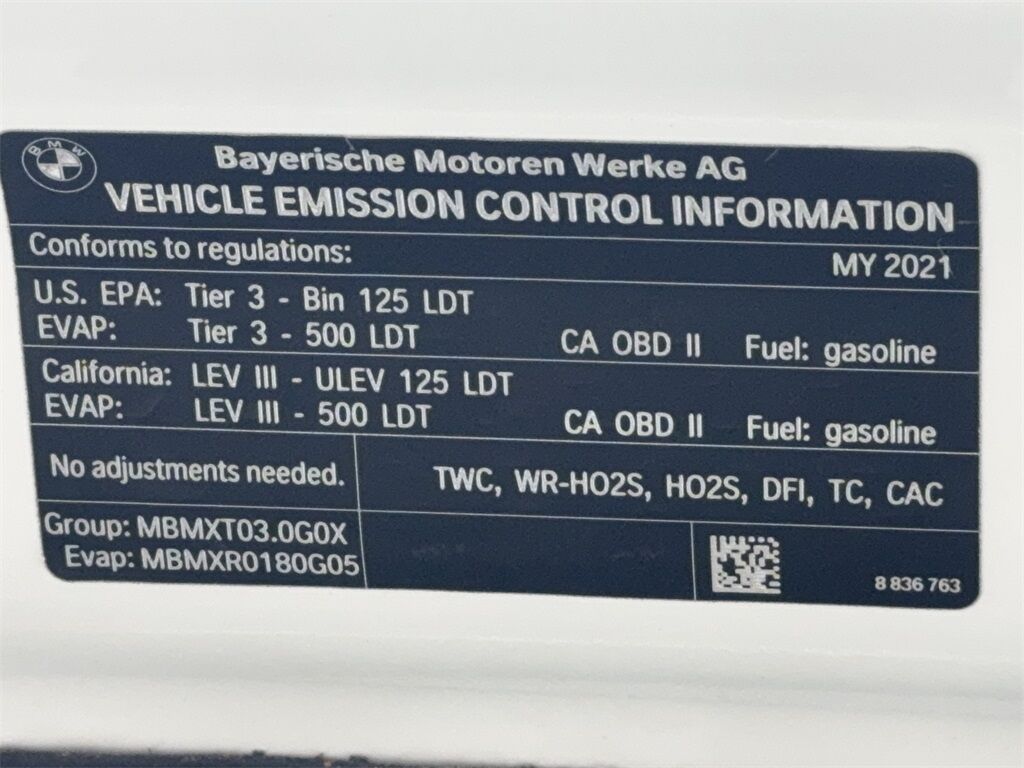 BMW
Bayerische Motoren Werke AG
VEHICLE EMISSION CONTROL INFORMATION
Conforms to regulations: MY 2021
U.S. EPA: Tier 3 - Bin 125 LDT
EVAP: Tier 3 - 500 LDT CA OBD II Fuel: gasoline
California: LEV III - ULEV 125 LDT
EVAP: LEV III - 500 LDT CA OBD II Fuel: gasoline
No adjustments needed. TWC, WR-HO2S, HO2S, DFI, TC, CAC
Group: MBMXT03.0G0X
Evap: MBMXR0180G05
8 836 763